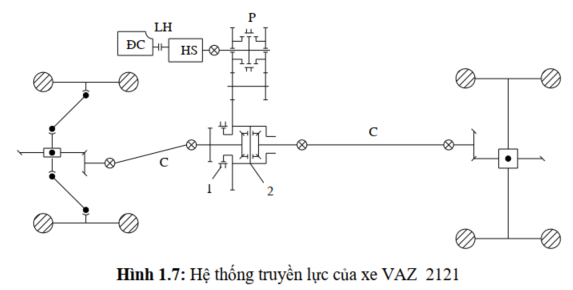 P
LH
ĐC
HS
C
C
1
2
Hình 1.7: Hệ thống truyền lực của xe VAZ 2121